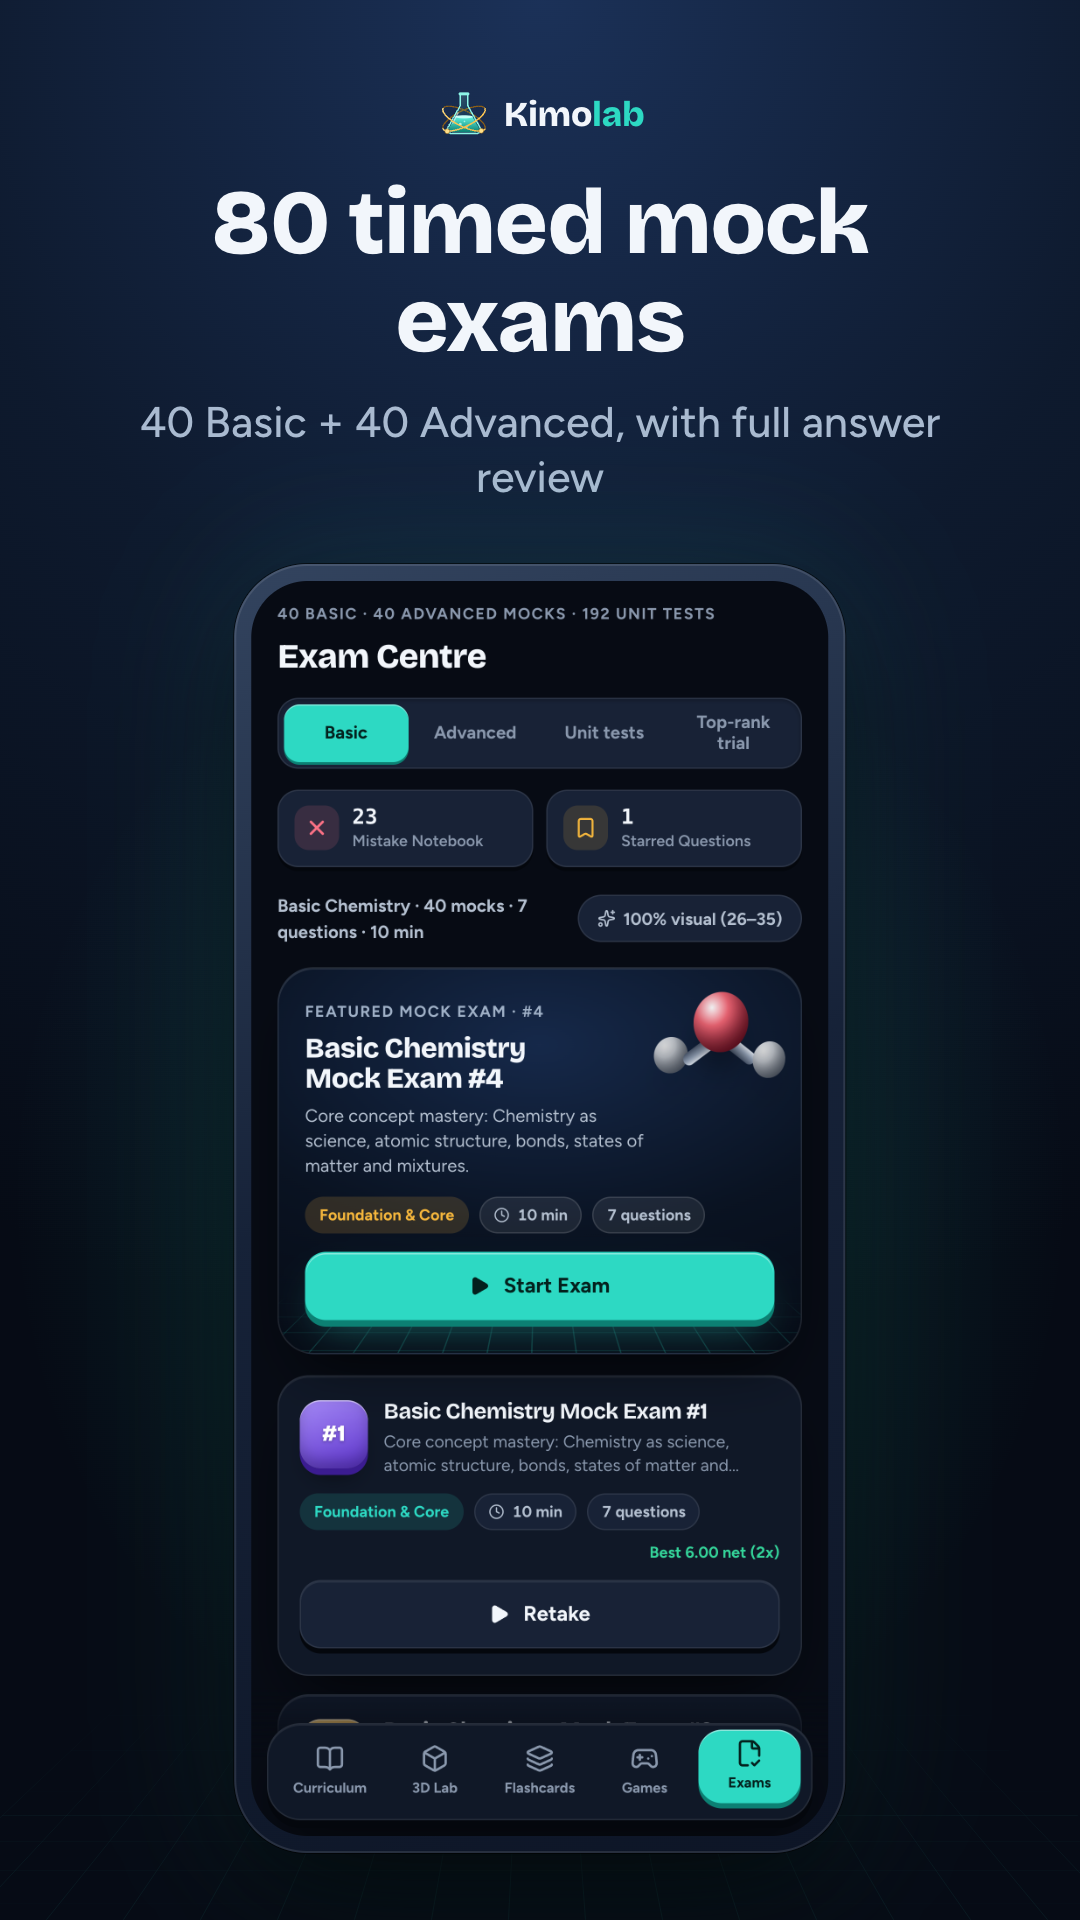 Kimolab
80 timed mock
exams
40 Basic + 40 Advanced, with full answer
review
40 BASIC · 40 ADVANCED MOCKS · 192 UNIT TESTS
Exam Centre
Basic
Advanced
Unit tests
Top-rank
trial
23
Mistake Notebook
1
Starred Questions
Basic Chemistry · 40 mocks · 7
questions · 10 min
100% visual (26–35)
FEATURED MOCK EXAM · #4
Basic Chemistry
Mock Exam #4
Core concept mastery: Chemistry as
science, atomic structure, bonds, states of
matter and mixtures.
Foundation & Core
10 min
7 questions
Start Exam
#1
Basic Chemistry Mock Exam #1
Core concept mastery: Chemistry as science,
atomic structure, bonds, states of matter and...
Foundation & Core
10 min
7 questions
Best 6.00 net (2x)
Retake
Curriculum
3D Lab
Flashcards
Games
Exams